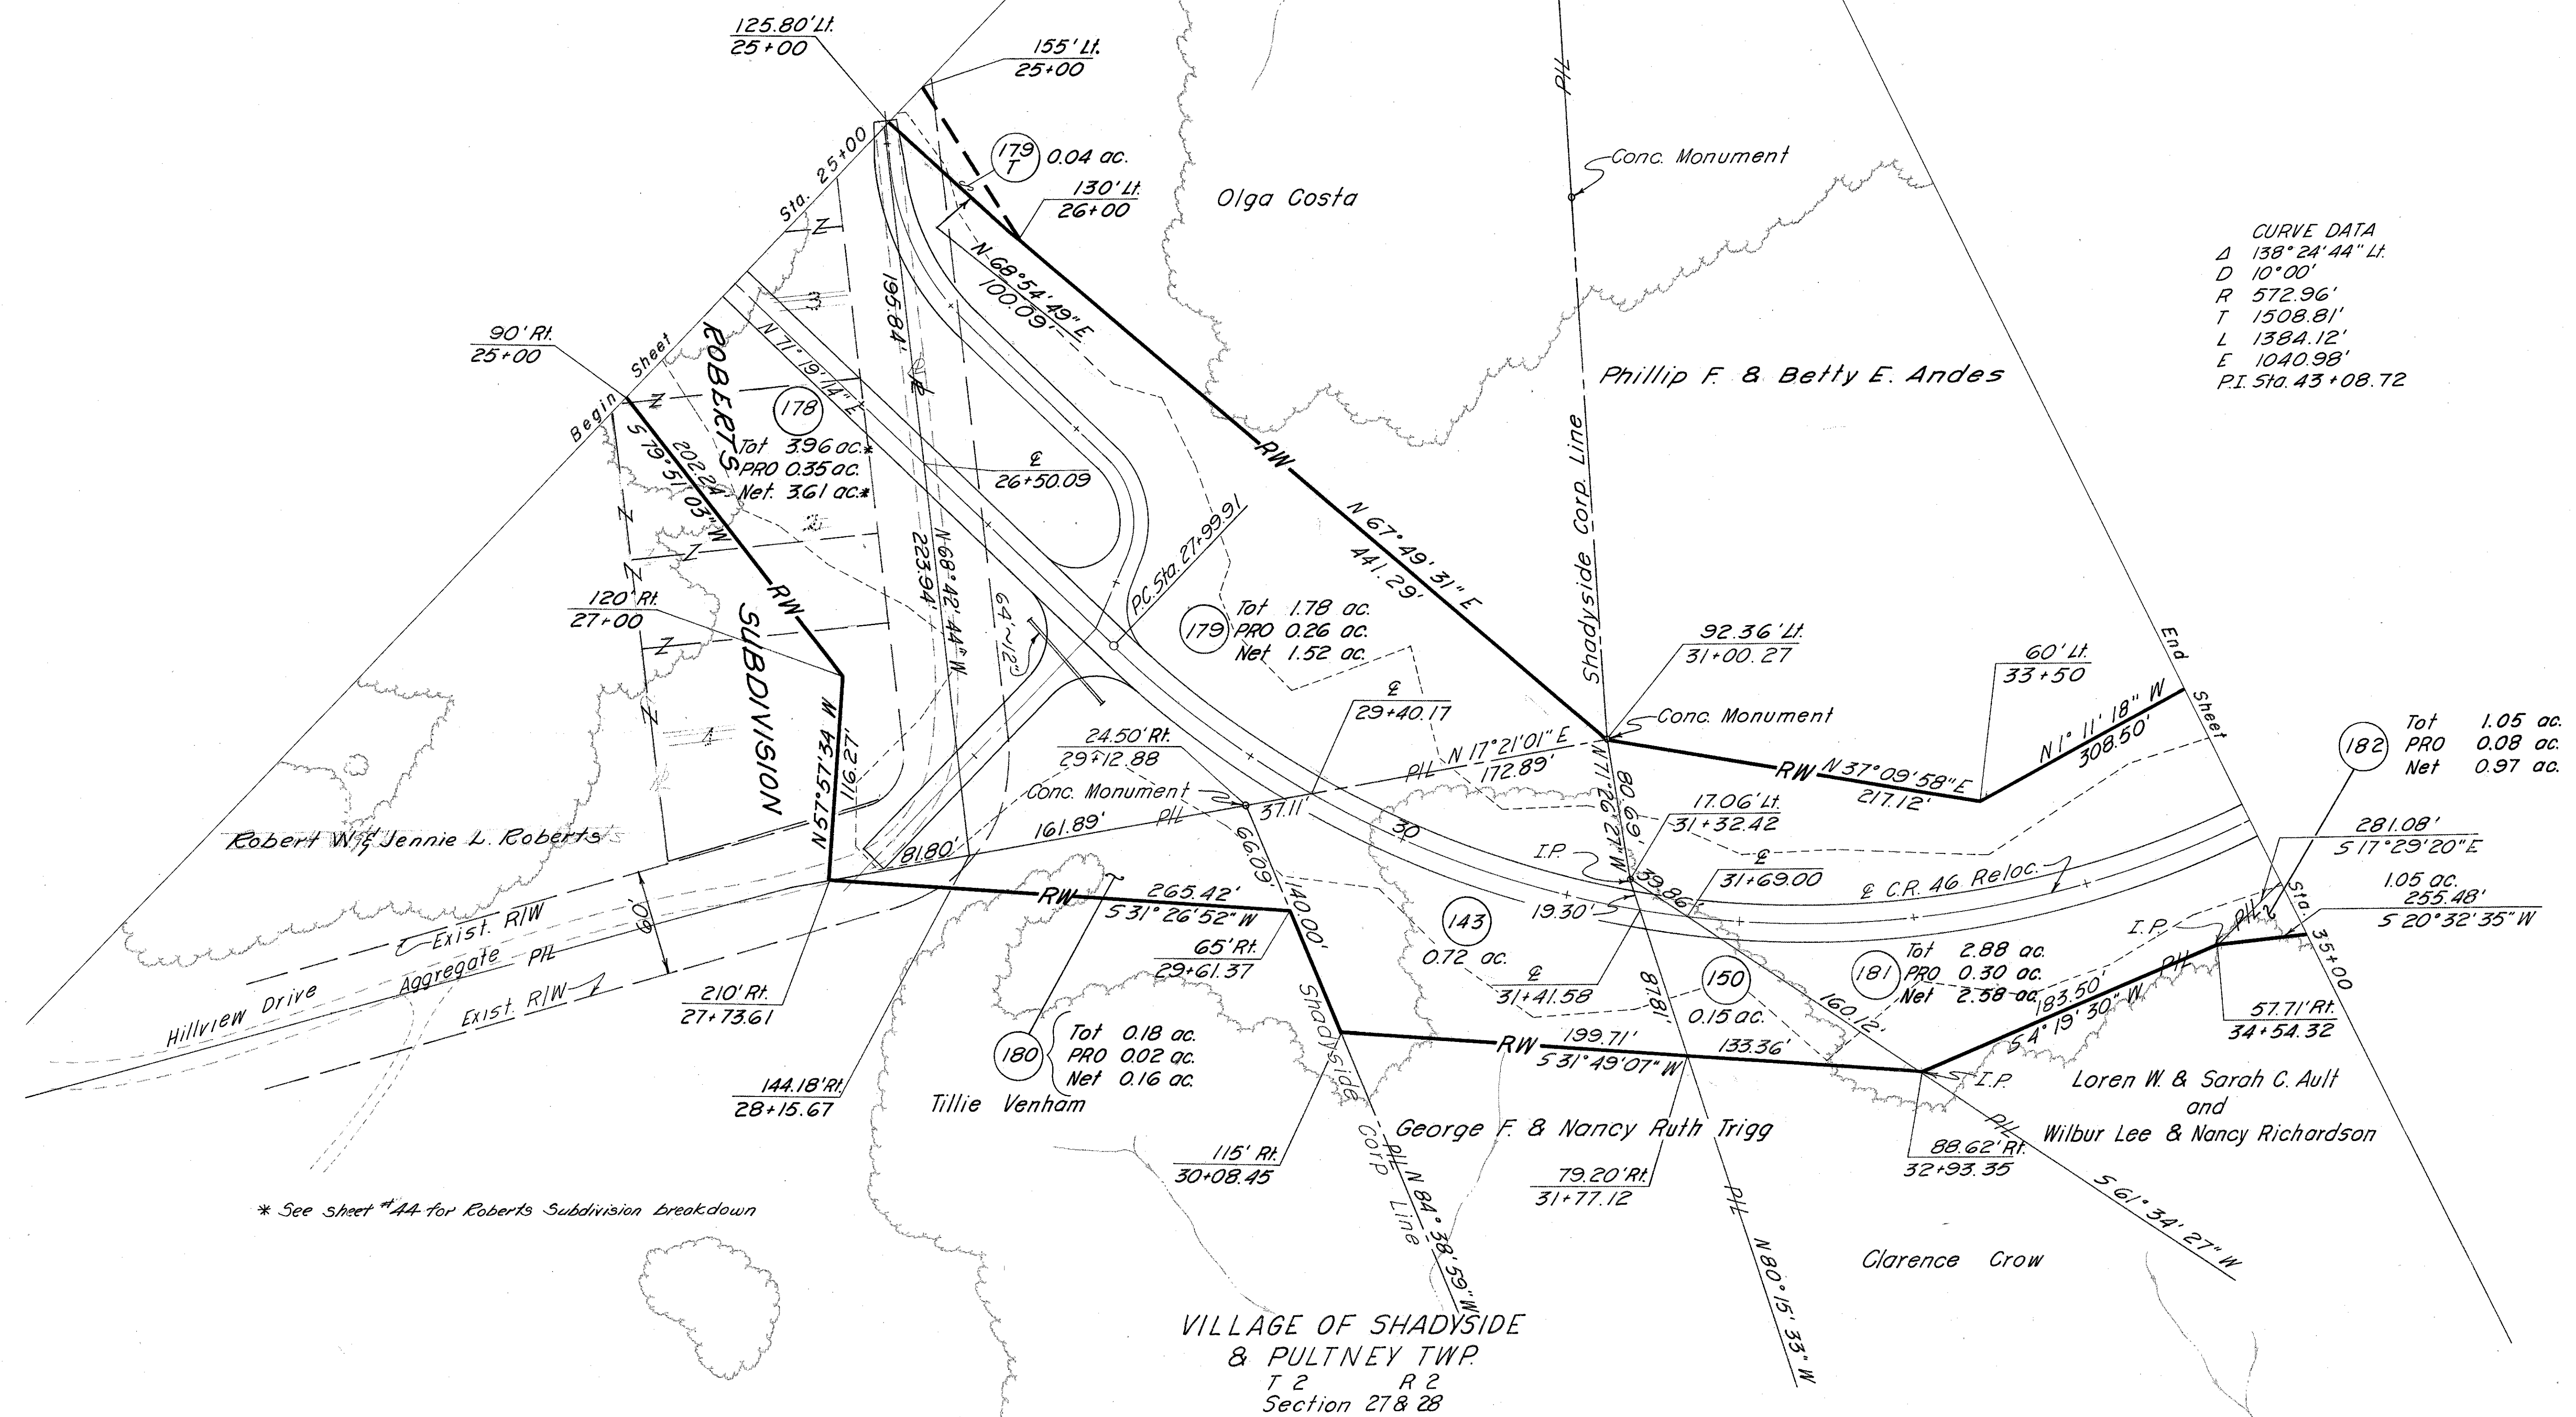 125.80' Lt.
25+00
155' Lt.
25+00
179
T
0.04 ac.
130' Lt.
26+00
Olga Costa
P/L
Conc. Monument
CURVE DATA
Δ 138° 24' 44" Lt.
D 10° 00'
R 572.96'
T 1508.81'
L 1384.12'
E 1040.98'
P.I. Sta. 43+08.72
Begin Sheet Sta. 25+00
N 68° 54' 49" E
100.09'
195.84'
3
N 71° 19' 14" E
90' Rt.
25+00
ROBERTS SUBDIVISION
178
Tot 3.96 ac.*
PRO 0.35 ac.
Net. 3.61 ac.*
S 79° 51' 03" W
202.24
RW
2
℄
26+50.09
223.94'
N 68° 42' 44" W
64'~12"
P.C. Sta. 27+99.91
RW
N 67° 49' 31" E
441.29'
Phillip F. & Betty E. Andes
Shadyside Corp. Line
179
Tot 1.78 ac.
PRO 0.26 ac.
Net 1.52 ac.
120' Rt.
27+00
92.36' Lt.
31+00.27
60' Lt.
33+50
End Sheet Sta. 35+00
N 1° 11' 18" W
308.50'
182
Tot 1.05 ac.
PRO 0.08 ac.
Net 0.97 ac.
℄
29+40.17
Conc. Monument
24.50' Rt.
29+12.88
Conc. Monument
P/L
N 17° 21' 01" E
172.89'
RW
N 37° 09' 58" E
217.12'
N 57° 57' 34" W
116.27'
4
37.11'
161.89'
P/L
81.80'
66.09'
30
N 71° 26' 27" W
80.69'
17.06' Lt.
31+32.42
I.P.
℄
31+69.00
39.86'
19.30'
℄ C.R. 46 Reloc.
281.08'
S 17° 29' 20" E
1.05 ac.
255.48'
S 20° 32' 35" W
Robert W. & Jennie L. Roberts
RW
265.42'
S 31° 26' 52" W
140.00'
143
0.72 ac.
65' Rt.
29+61.37
℄
31+41.58
150
0.15 ac.
87.81'
181
Tot 2.88 ac.
PRO 0.30 ac.
Net 2.58 ac.
160.12'
183.50'
S 4° 19' 30" W
P/L
I.P.
P/L
57.71' Rt.
34+54.32
60'
Exist. R/W
Aggregate
P/L
Hillview Drive
Exist. R/W
210' Rt.
27+73.61
180
Tot 0.18 ac.
PRO 0.02 ac.
Net 0.16 ac.
Tillie Venham
144.18' Rt.
28+15.67
RW
199.71'
S 31° 49' 07" W
133.36'
I.P.
Loren W. & Sarah C. Ault
and
Wilbur Lee & Nancy Richardson
George F. & Nancy Ruth Trigg
115' Rt.
30+08.45
79.20' Rt.
31+77.12
88.62' Rt.
32+93.35
P/L
S 61° 34' 27" W
Shadyside Corp Line
P/L
N 84° 38' 59" W
P/L
N 80° 15' 33" W
Clarence Crow
* See sheet #44 for Roberts Subdivision breakdown
VILLAGE OF SHADYSIDE
& PULTNEY TWP.
T 2 R 2
Section 27 & 28